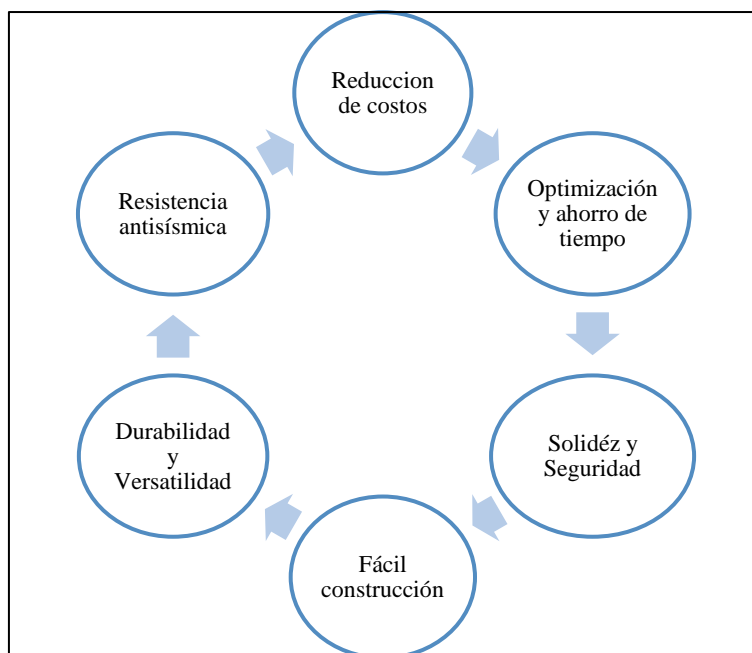 Reduccion
de costos
Optimización
y ahorro de
tiempo
Solidéz y
Seguridad
Fácil
construcción
Durabilidad
y
Versatilidad
Resistencia
antisísmica